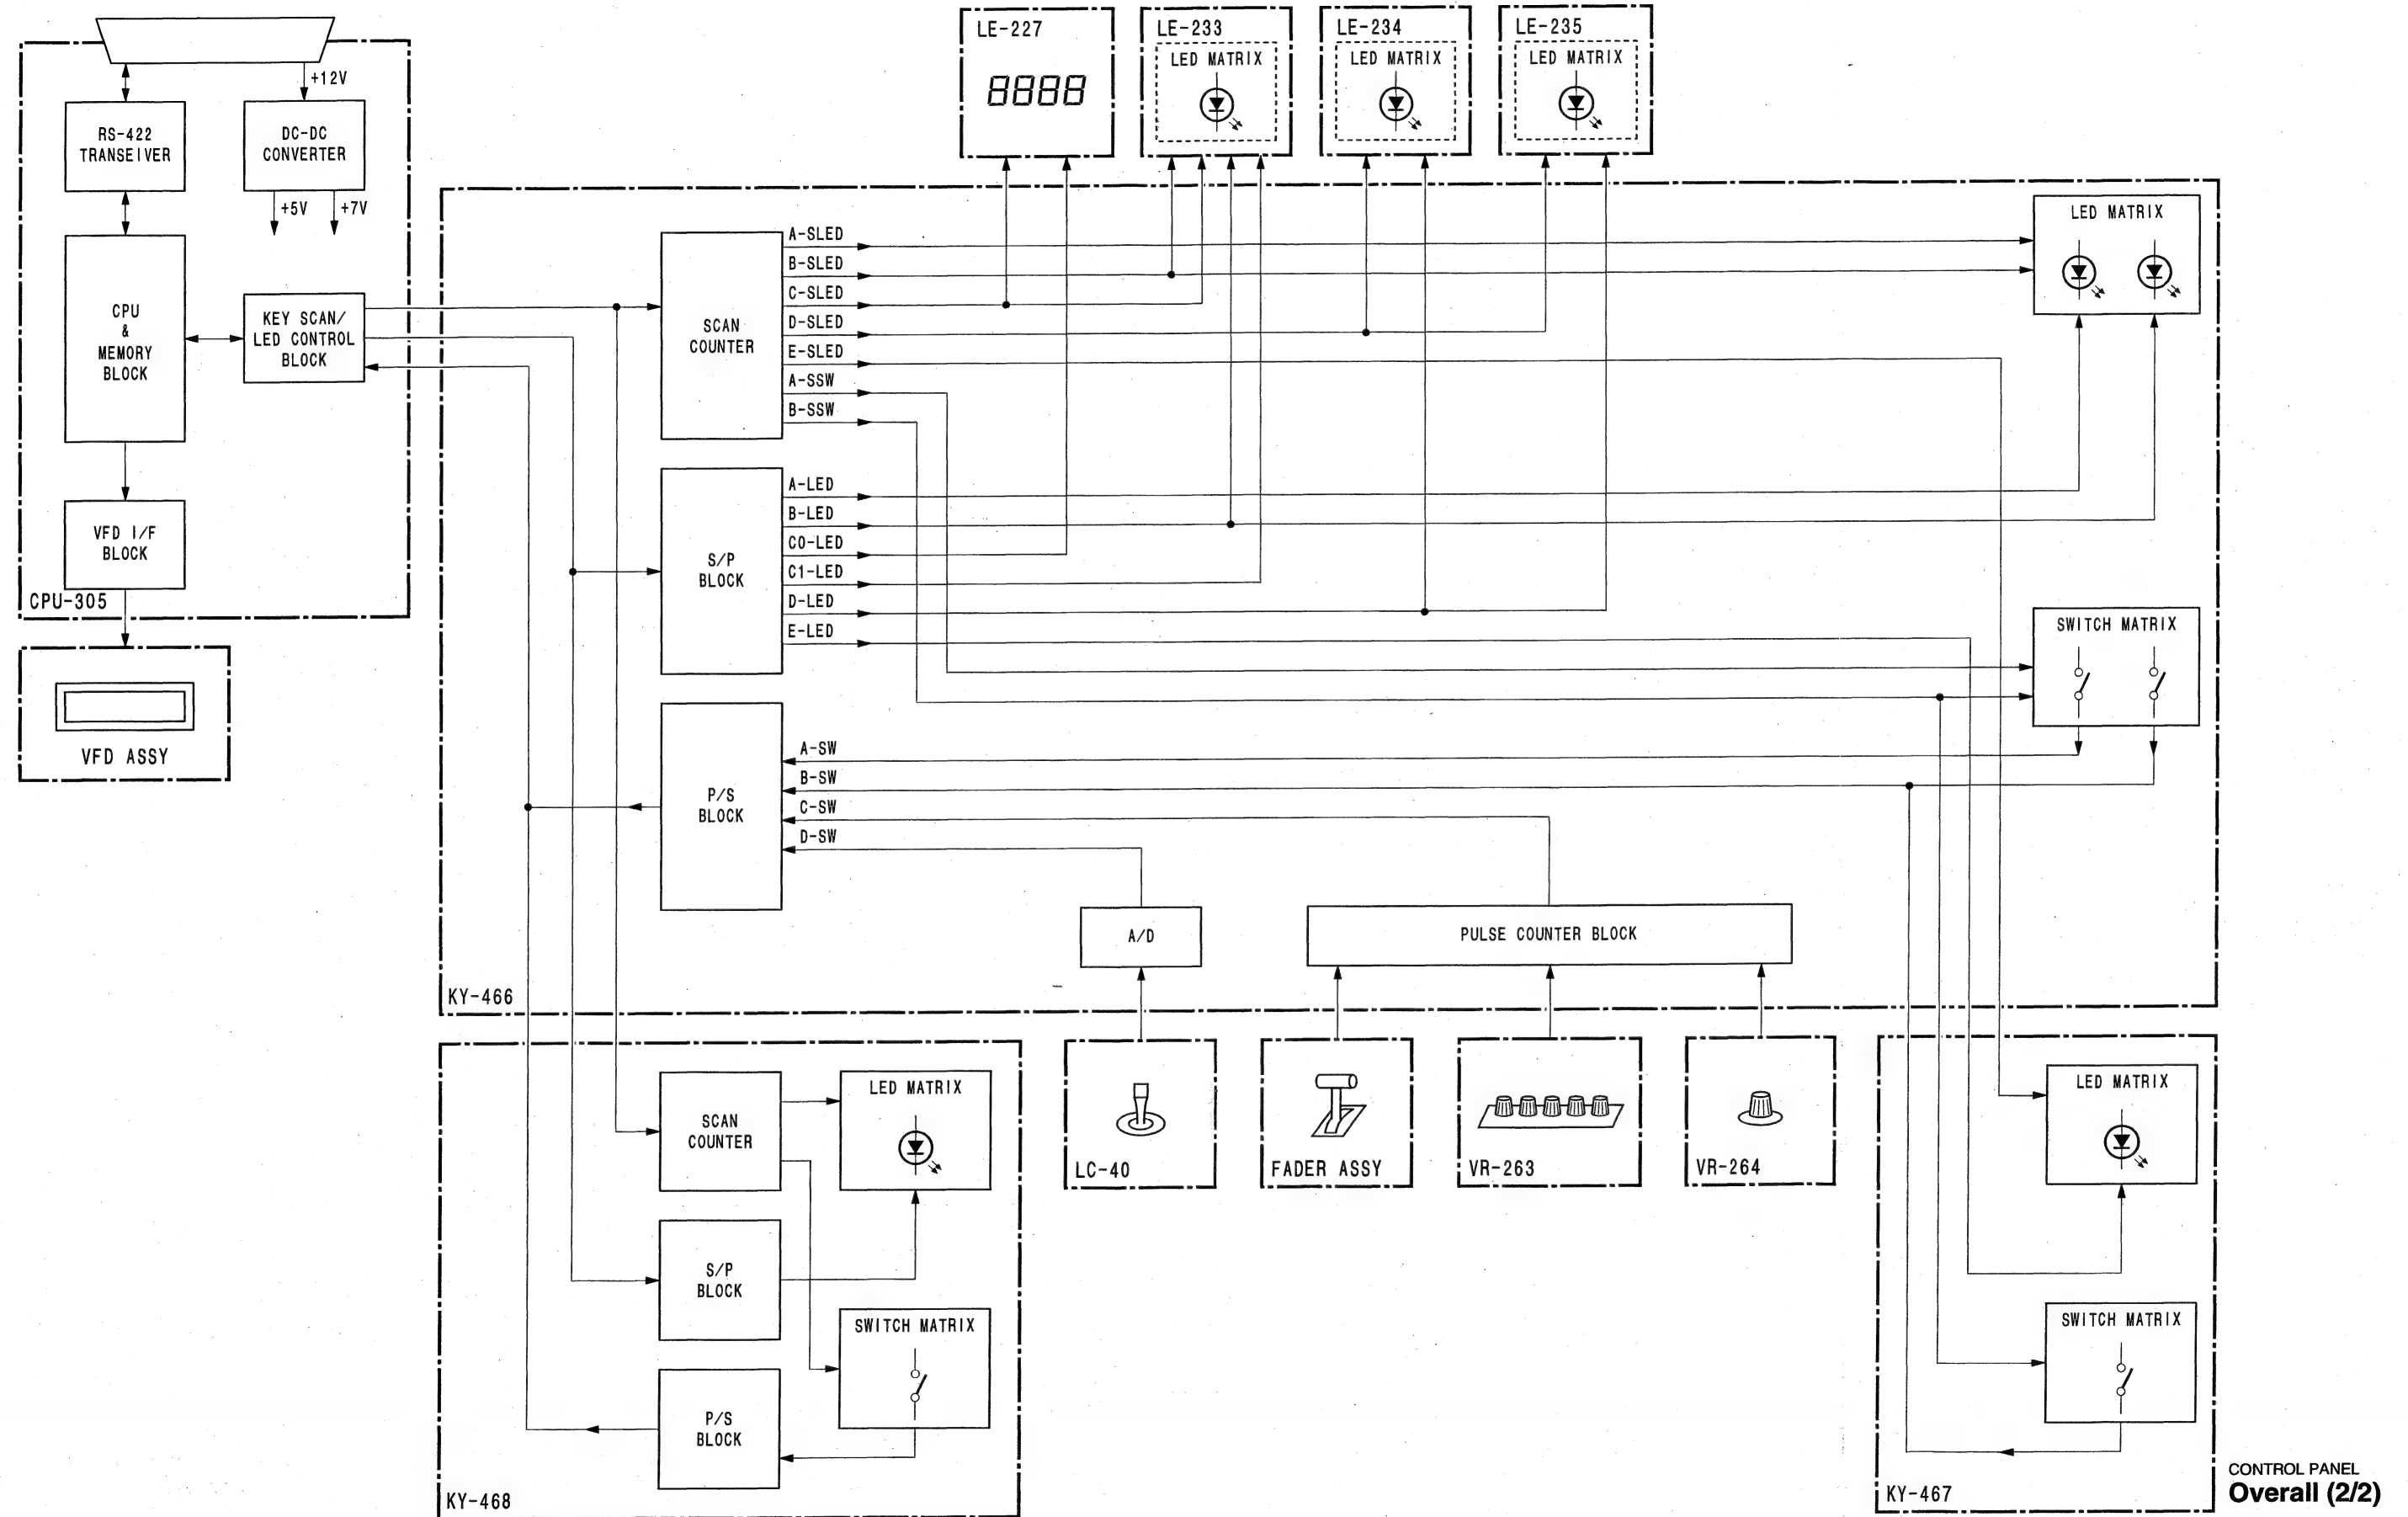 LE-227
8888
LE-233
LED MATRIX
LE-234
LED MATRIX
LE-235
LED MATRIX
+12V
RS-422
TRANSEIVER
DC-DC
CONVERTER
+5V
+7V
CPU
&
MEMORY
BLOCK
KEY SCAN/
LED CONTROL
BLOCK
VFD I/F
BLOCK
CPU-305
VFD ASSY
SCAN
COUNTER
A-SLED
B-SLED
C-SLED
D-SLED
E-SLED
A-SSW
B-SSW
LED MATRIX
S/P
BLOCK
A-LED
B-LED
C0-LED
C1-LED
D-LED
E-LED
SWITCH MATRIX
P/S
BLOCK
A-SW
B-SW
C-SW
D-SW
A/D
PULSE COUNTER BLOCK
KY-466
SCAN
COUNTER
LED MATRIX
S/P
BLOCK
SWITCH MATRIX
P/S
BLOCK
KY-468
LC-40
FADER ASSY
VR-263
VR-264
LED MATRIX
SWITCH MATRIX
KY-467
CONTROL PANEL
Overall (2/2)